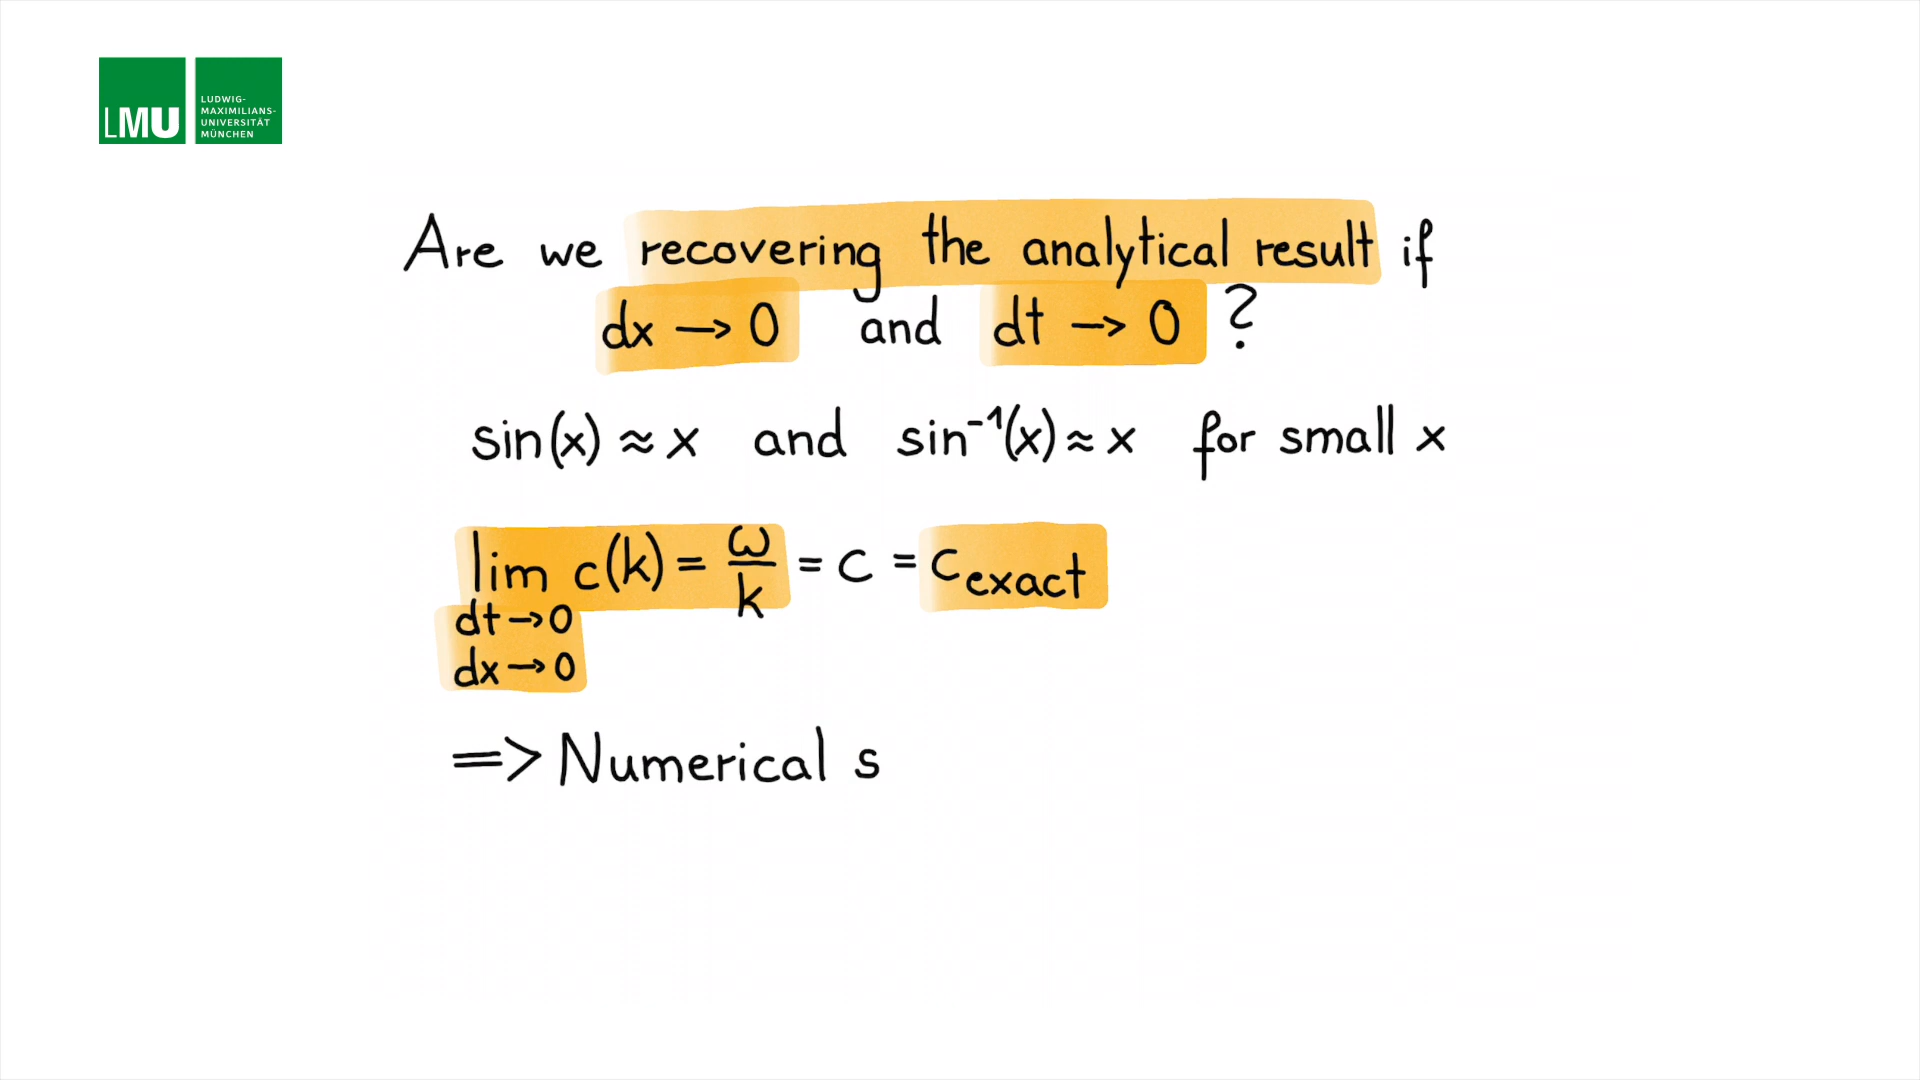 LMU
LUDWIG-
MAXIMILIANS-
UNIVERSITÄT
MÜNCHEN
Are we recovering the analytical result if
dx → 0 and dt → 0 ?
sin(x) ≈ x and sin⁻¹(x) ≈ x for small x
lim c(k) = ω/k = c = c_exact
dt → 0
dx → 0
=> Numerical s